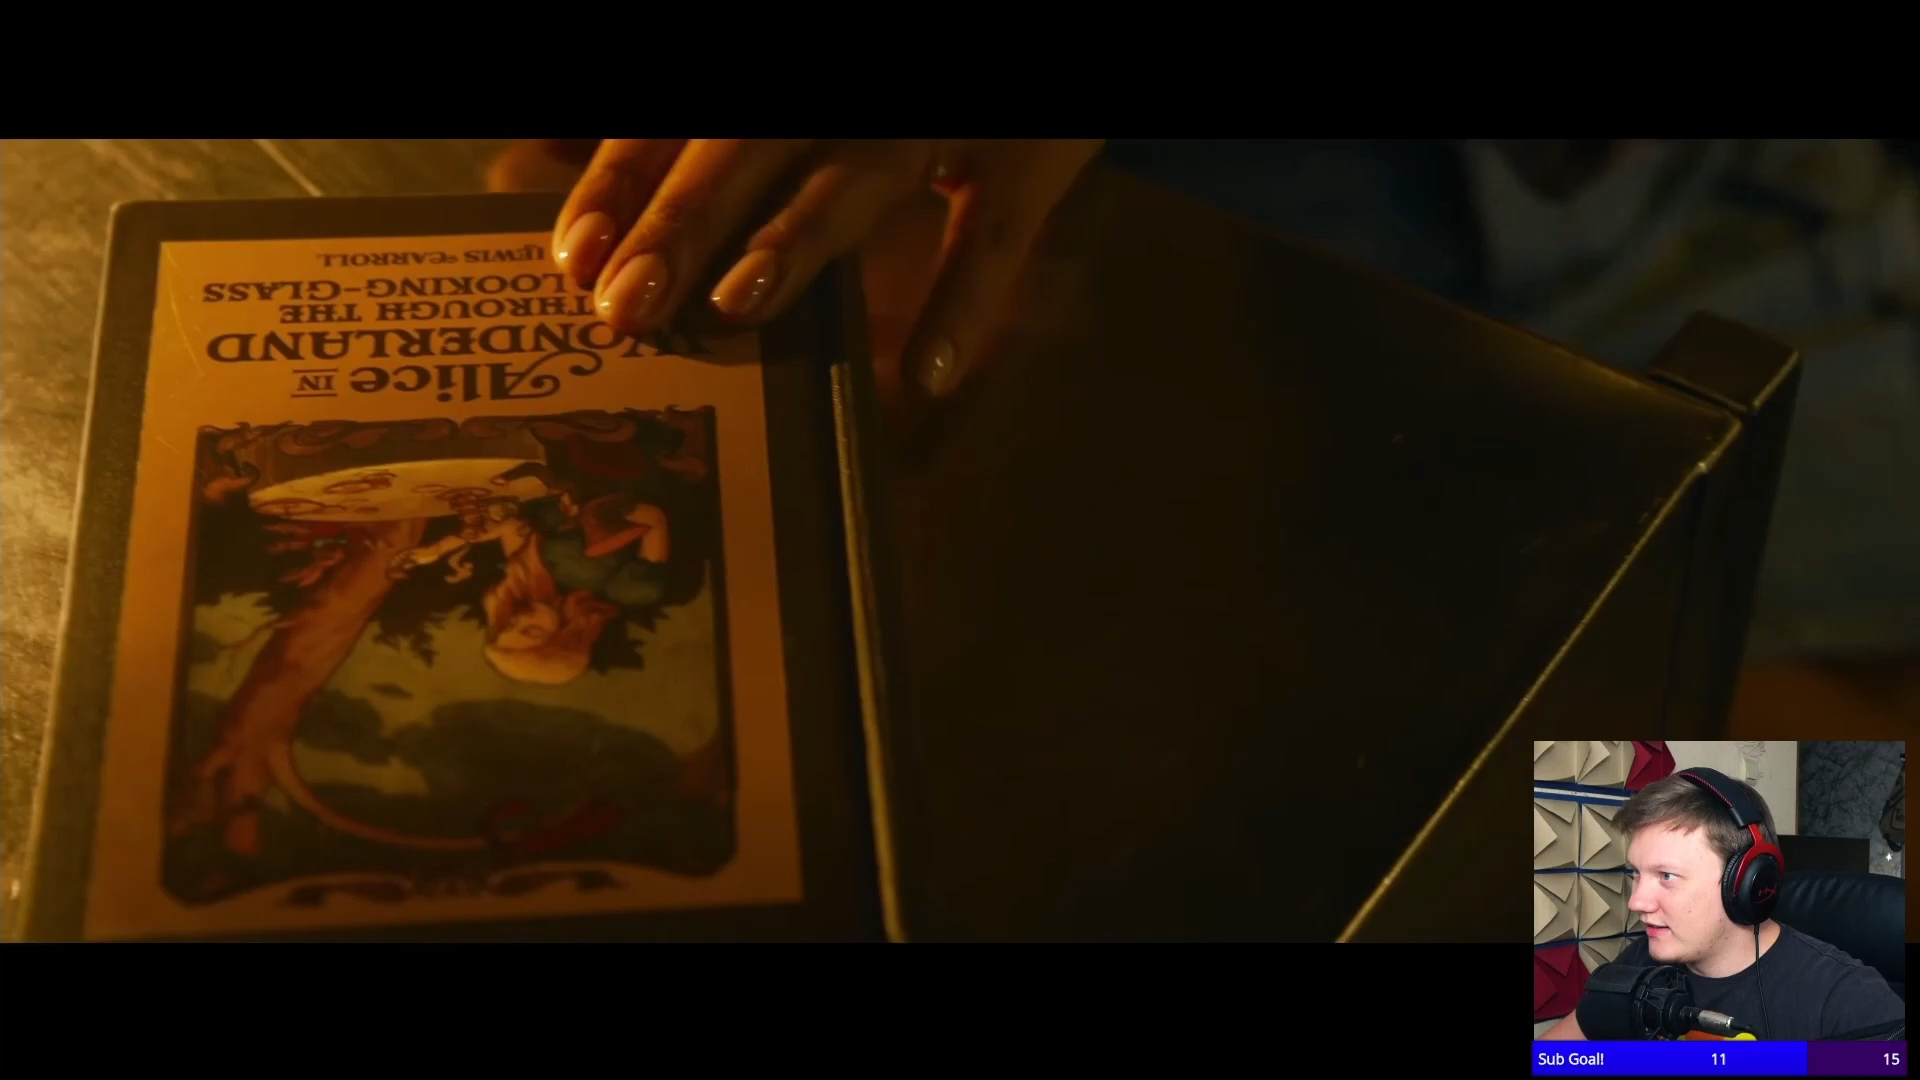 Alice IN
WONDERLAND
THROUGH THE
LOOKING-GLASS
LEWIS CARROLL
Sub Goal! 11 15